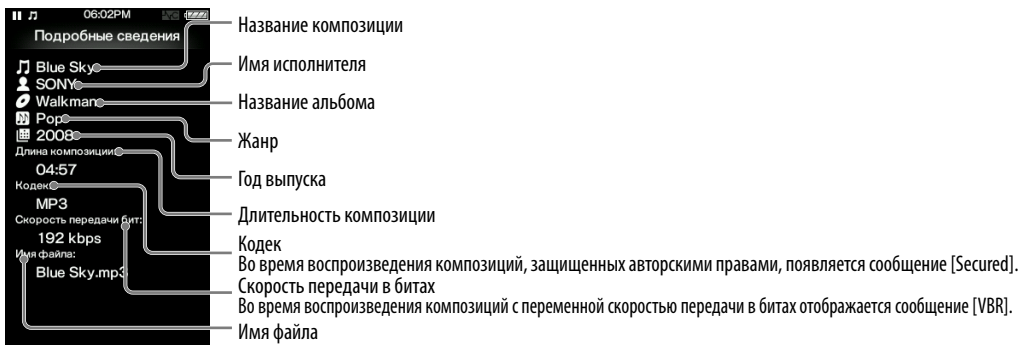 06:02PM
Подробные сведения
Blue Sky
SONY
Walkman
Pop
2008
Длина композиции:
04:57
Кодек:
MP3
Скорость передачи бит:
192 kbps
Имя файла:
Blue Sky.mp3
Название композиции
Имя исполнителя
Название альбома
Жанр
Год выпуска
Длительность композиции
Кодек
Во время воспроизведения композиций, защищенных авторскими правами, появляется сообщение [Secured].
Скорость передачи в битах
Во время воспроизведения композиций с переменной скоростью передачи в битах отображается сообщение [VBR].
Имя файла